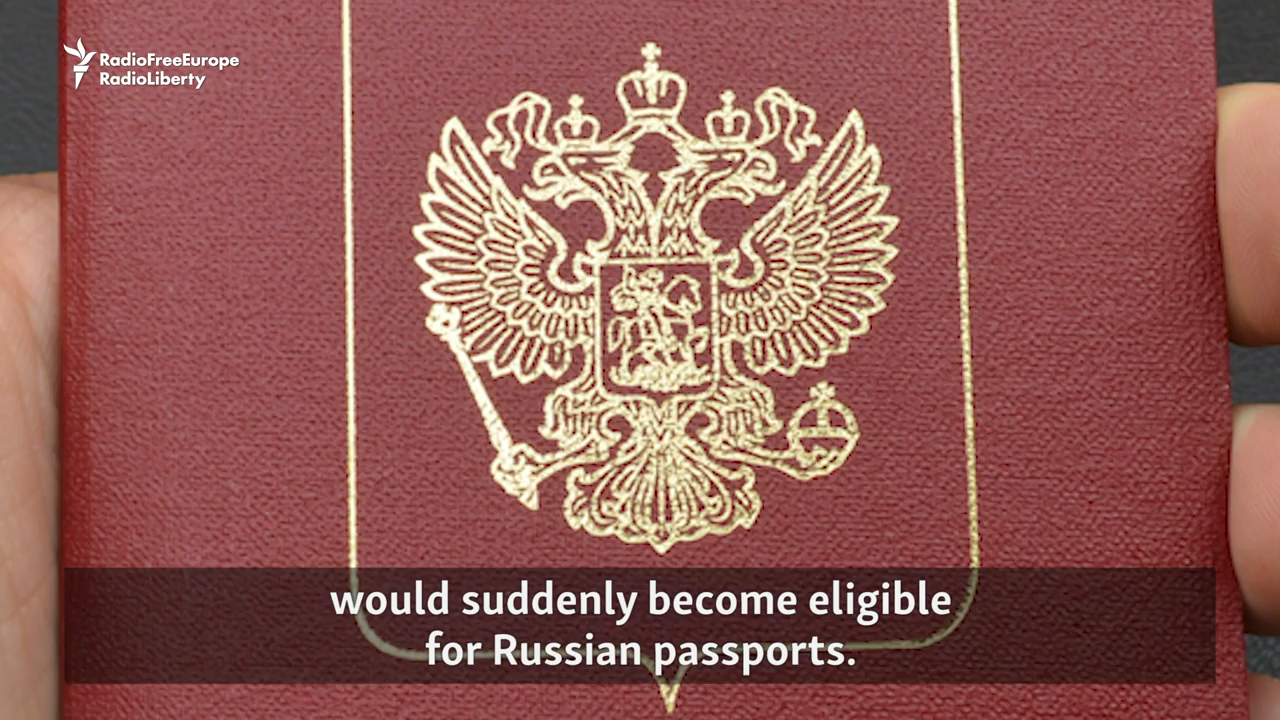 RadioFreeEurope
RadioLiberty
would suddenly become eligible
for Russian passports.